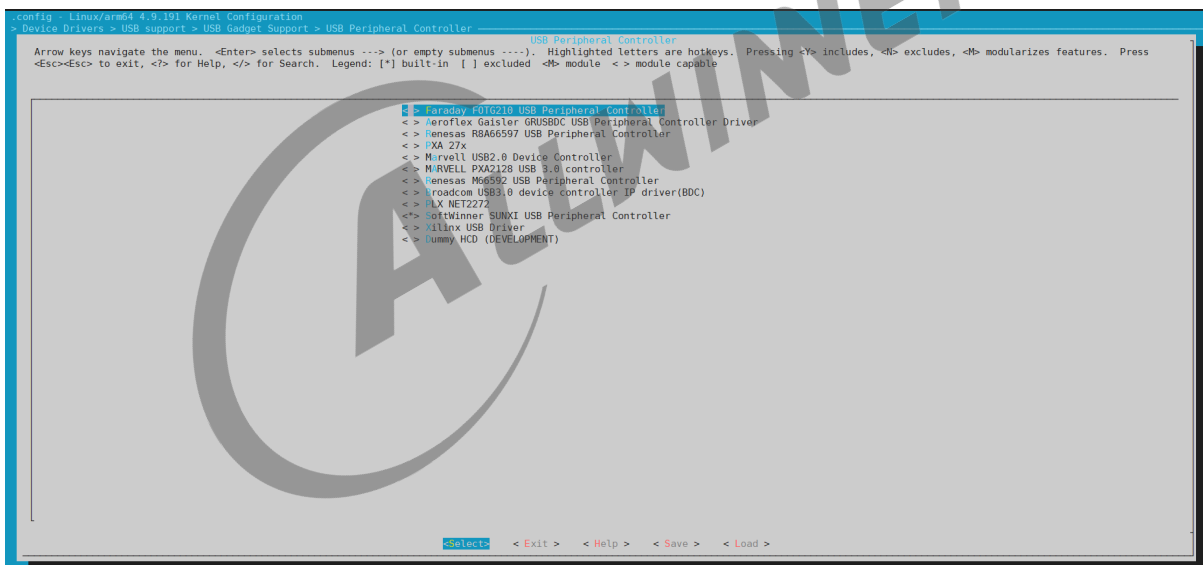 .config - Linux/arm64 4.9.191 Kernel Configuration
> Device Drivers > USB support > USB Gadget Support > USB Peripheral Controller
USB Peripheral Controller
Arrow keys navigate the menu.  <Enter> selects submenus ---> (or empty submenus ----).  Highlighted letters are hotkeys.  Pressing <Y> includes, <N> excludes, <M> modularizes features.  Press
<Esc><Esc> to exit, <?> for Help, </> for Search.  Legend: [*] built-in  [ ] excluded  <M> module  < > module capable
< > Faraday FOTG210 USB Peripheral Controller
< > Aeroflex Gaisler GRUSBDC USB Peripheral Controller Driver
< > Renesas R8A66597 USB Peripheral Controller
< > PXA 27x
< > Marvell USB2.0 Device Controller
< > MARVELL PXA2128 USB 3.0 controller
< > Renesas M66592 USB Peripheral Controller
< > Broadcom USB3.0 device controller IP driver(BDC)
< > PLX NET2272
<*> SoftWinner SUNXI USB Peripheral Controller
< > Xilinx USB Driver
< > Dummy HCD (DEVELOPMENT)
<Select>    < Exit >    < Help >    < Save >    < Load >
ALLWINNE